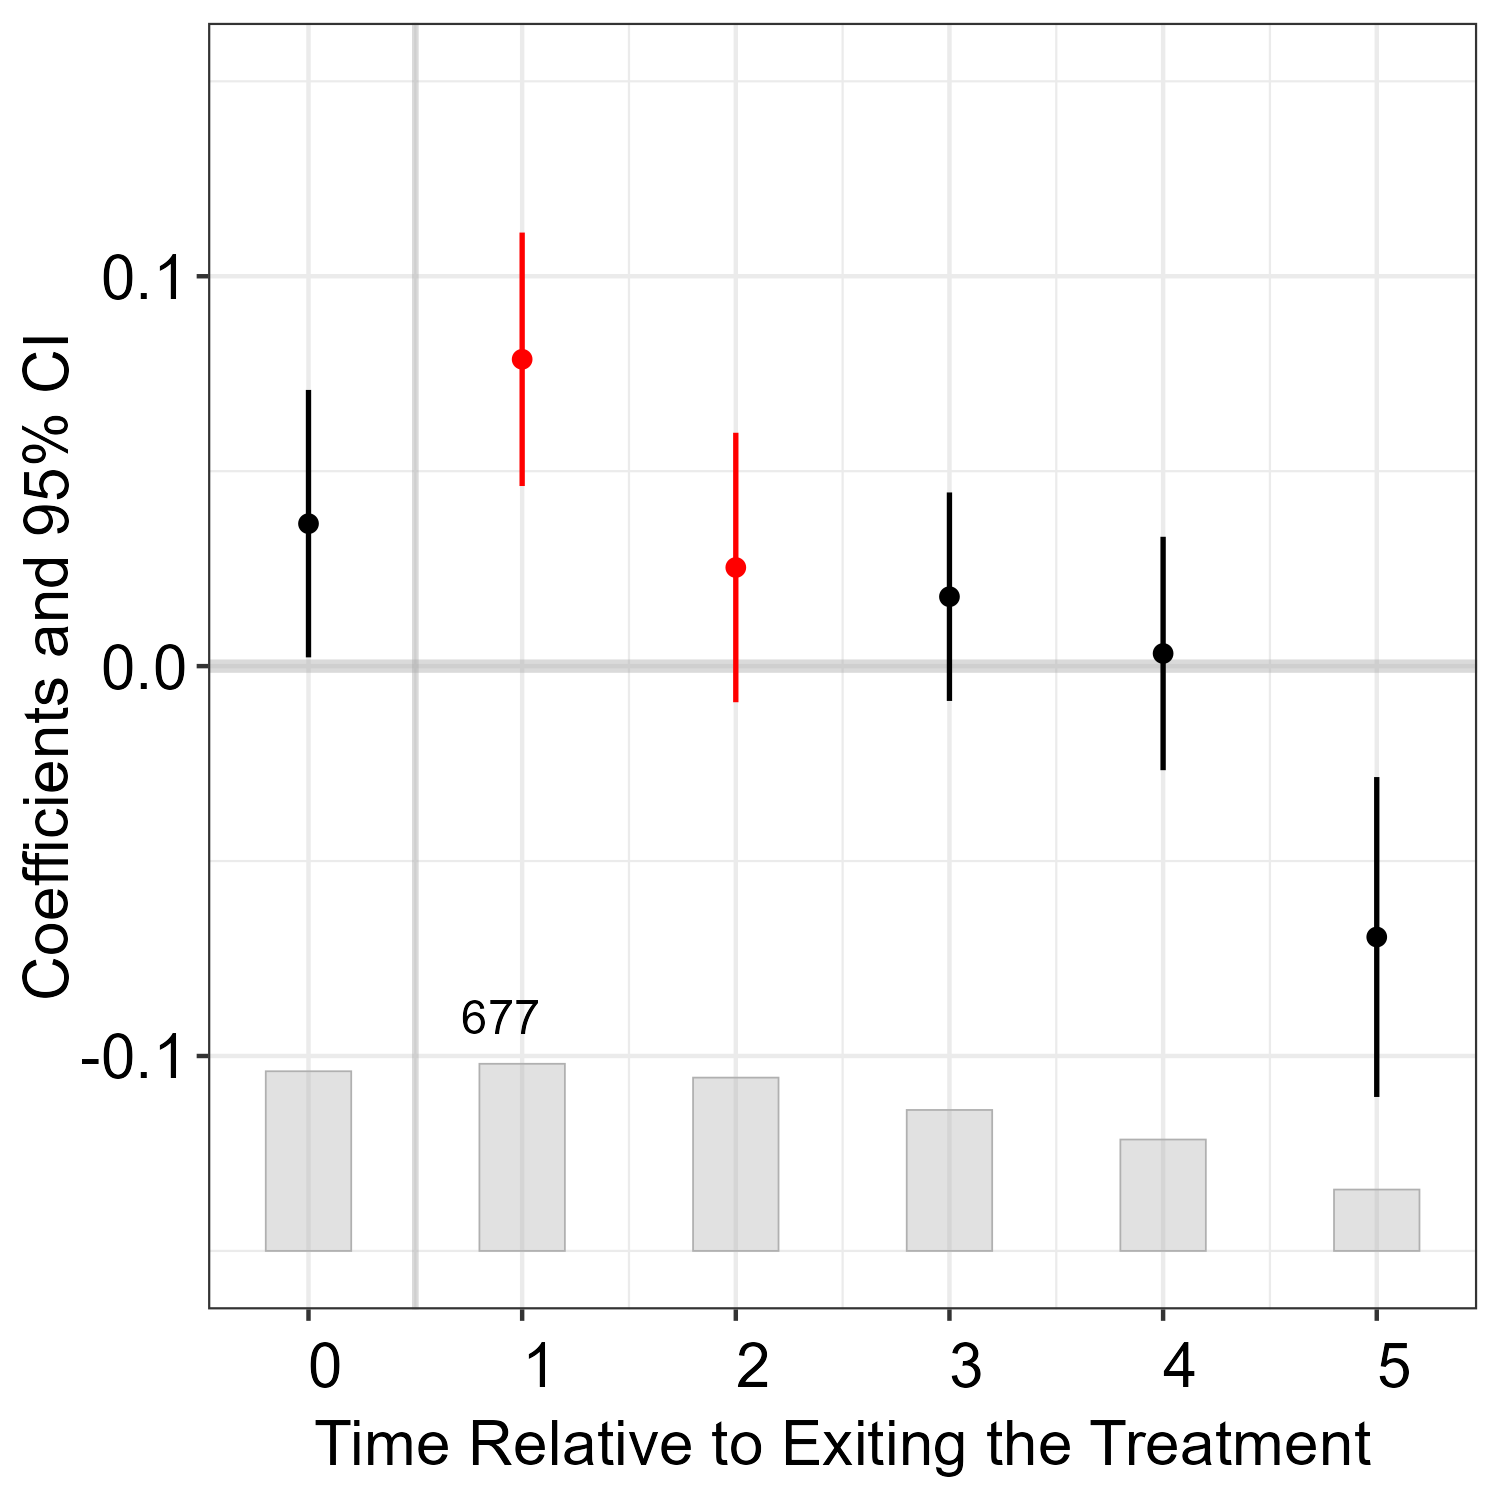 Coefficients and 95% CI
0.1
0.0
-0.1
677
0 1 2 3 4 5
Time Relative to Exiting the Treatment